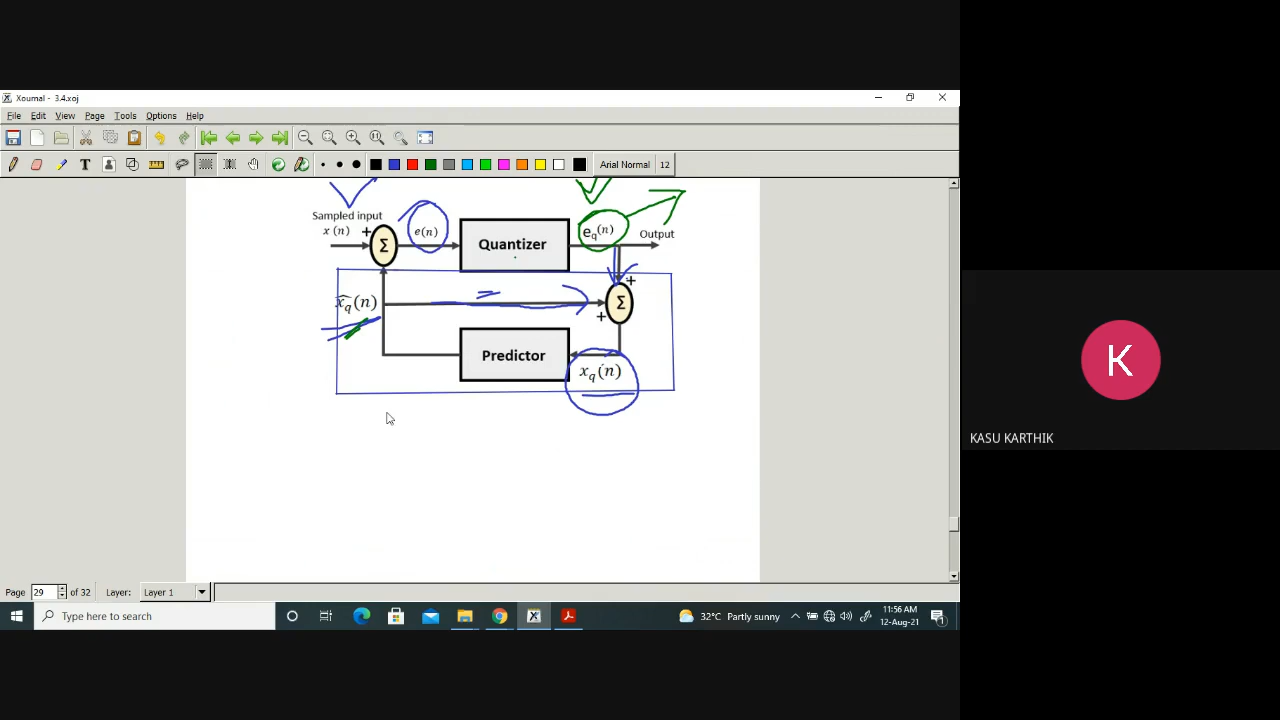 Xournal - 3.4.xoj
File Edit View Page Tools Options Help
Arial Normal 12
Sampled input
x (n) + Σ e(n) Quantizer eq(n) Output
+
x̂q(n) Σ
+
Predictor
xq(n)
K
KASU KARTHIK
Page 29 of 32 Layer: Layer 1
Type here to search
32°C Partly sunny
11:56 AM
12-Aug-21
1